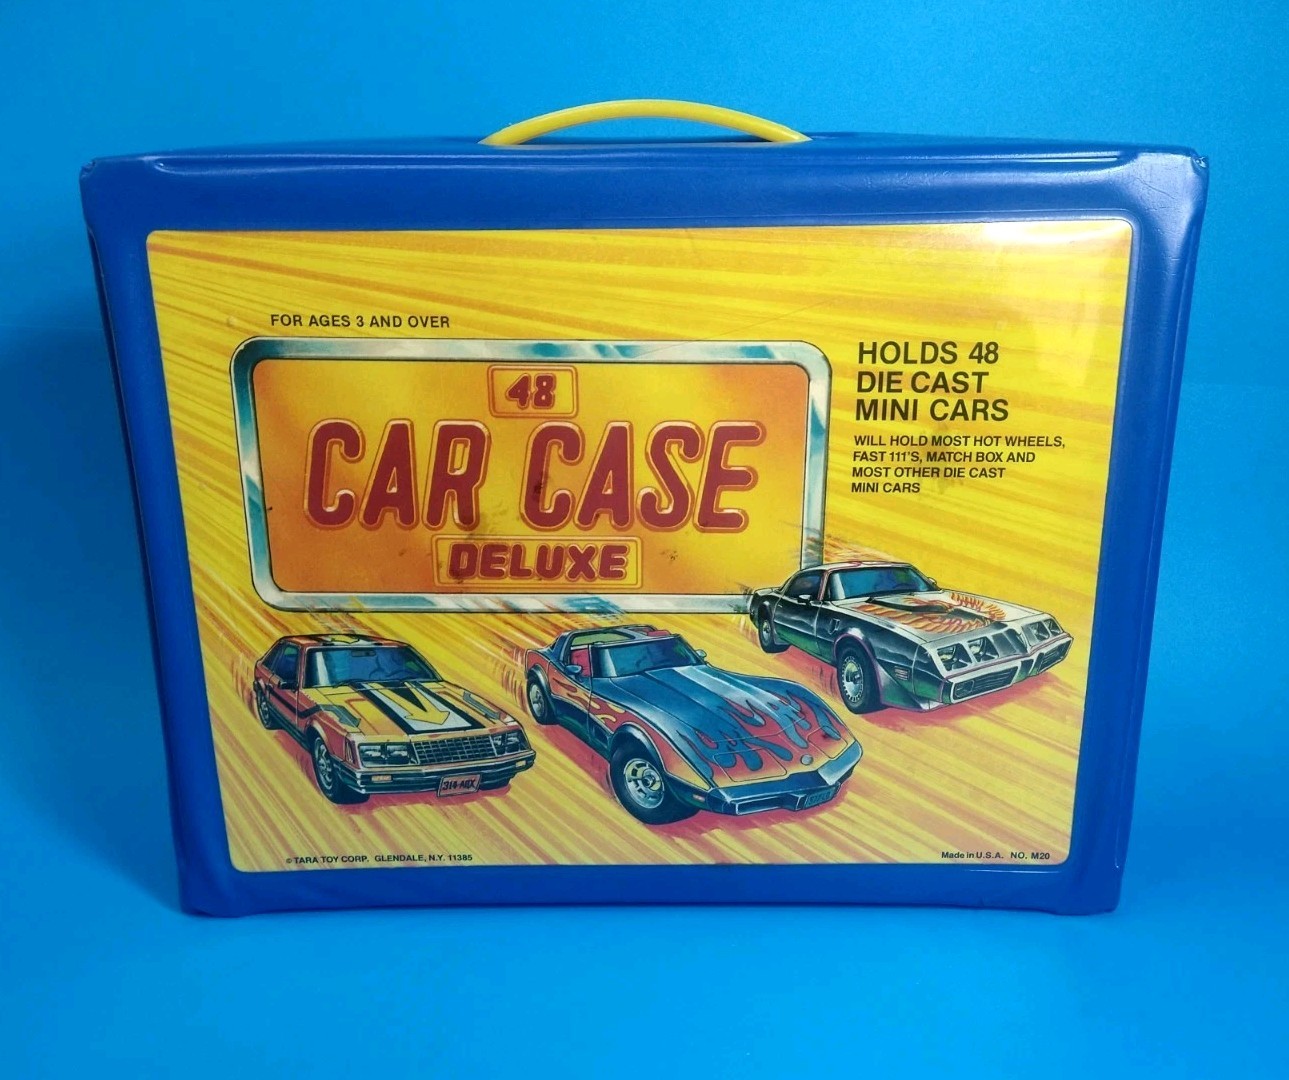 FOR AGES 3 AND OVER
48
CAR CASE
DELUXE
HOLDS 48
DIE CAST
MINI CARS
WILL HOLD MOST HOT WHEELS,
FAST 111'S, MATCH BOX AND
MOST OTHER DIE CAST
MINI CARS
© TARA TOY CORP. GLENDALE, N.Y. 11385
Made in U.S.A. NO. M20